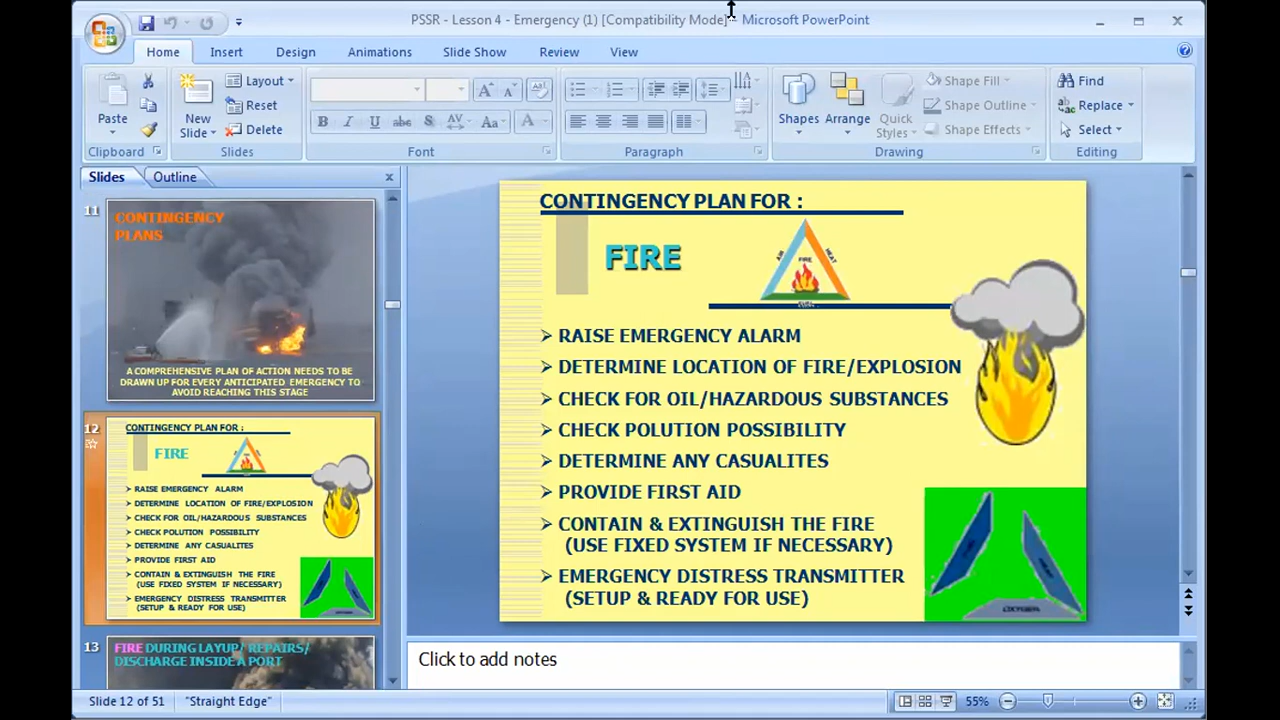 PSSR - Lesson 4 - Emergency (1) [Compatibility Mode] - Microsoft PowerPoint
Home Insert Design Animations Slide Show Review View
Paste
New Slide
Layout
Reset
Delete
Shapes
Arrange
Quick Styles
Shape Fill
Shape Outline
Shape Effects
Find
Replace
Select
Clipboard Slides Font Paragraph Drawing Editing
Slides Outline
11
CONTINGENCY
PLANS
A COMPREHENSIVE PLAN OF ACTION NEEDS TO BE
DRAWN UP FOR EVERY ANTICIPATED EMERGENCY TO
AVOID REACHING THIS STAGE
12
CONTINGENCY PLAN FOR :
FIRE
RAISE EMERGENCY ALARM
DETERMINE LOCATION OF FIRE/EXPLOSION
CHECK FOR OIL/HAZARDOUS SUBSTANCES
CHECK POLUTION POSSIBILITY
DETERMINE ANY CASUALITES
PROVIDE FIRST AID
CONTAIN & EXTINGUISH THE FIRE
(USE FIXED SYSTEM IF NECESSARY)
EMERGENCY DISTRESS TRANSMITTER
(SETUP & READY FOR USE)
13
FIRE DURING LAYUP/ REPAIRS/
DISCHARGE INSIDE A PORT
CONTINGENCY PLAN FOR :
FIRE
AIR
FIRE
HEAT
➢ RAISE EMERGENCY ALARM
➢ DETERMINE LOCATION OF FIRE/EXPLOSION
➢ CHECK FOR OIL/HAZARDOUS SUBSTANCES
➢ CHECK POLUTION POSSIBILITY
➢ DETERMINE ANY CASUALITES
➢ PROVIDE FIRST AID
➢ CONTAIN & EXTINGUISH THE FIRE
(USE FIXED SYSTEM IF NECESSARY)
➢ EMERGENCY DISTRESS TRANSMITTER
(SETUP & READY FOR USE)
OXYGEN
Click to add notes
Slide 12 of 51 "Straight Edge" 55%